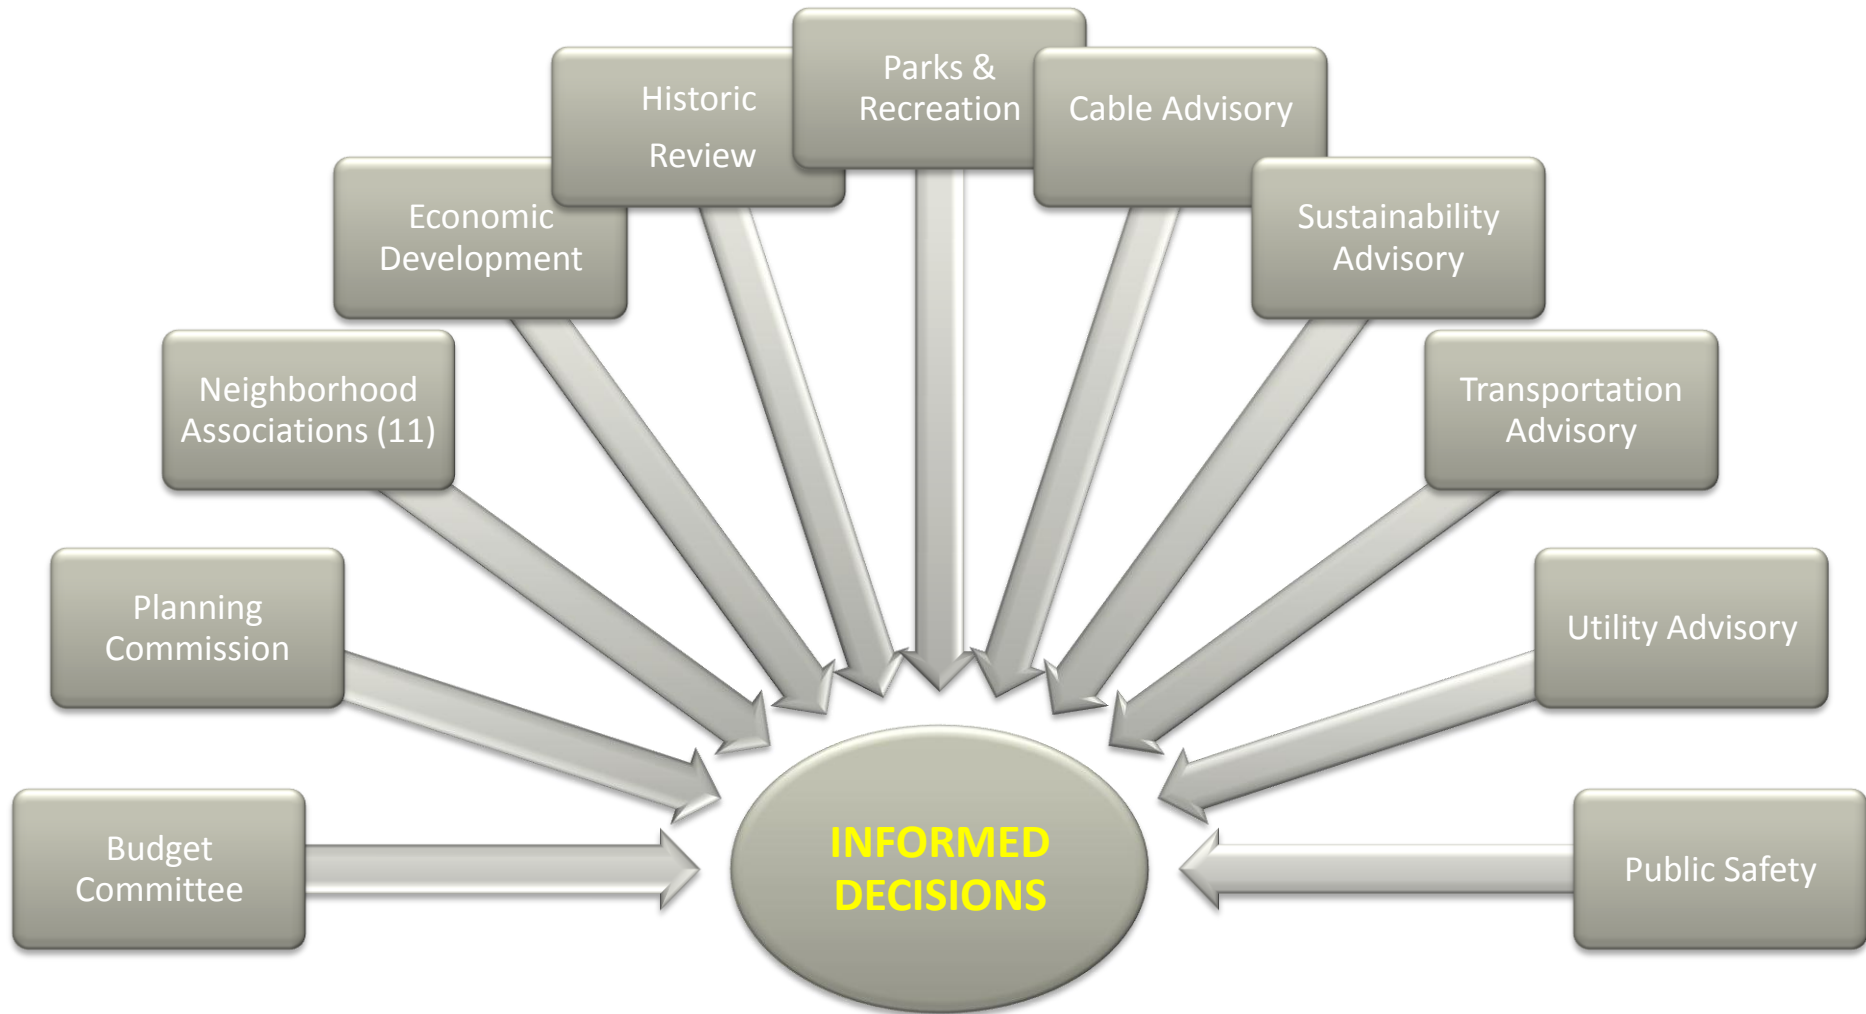 Parks &
Recreation
Historic
Review
Cable Advisory
Economic
Development
Sustainability
Advisory
Neighborhood
Associations (11)
Transportation
Advisory
Planning
Commission
Utility Advisory
Budget
Committee
INFORMED
DECISIONS
Public Safety